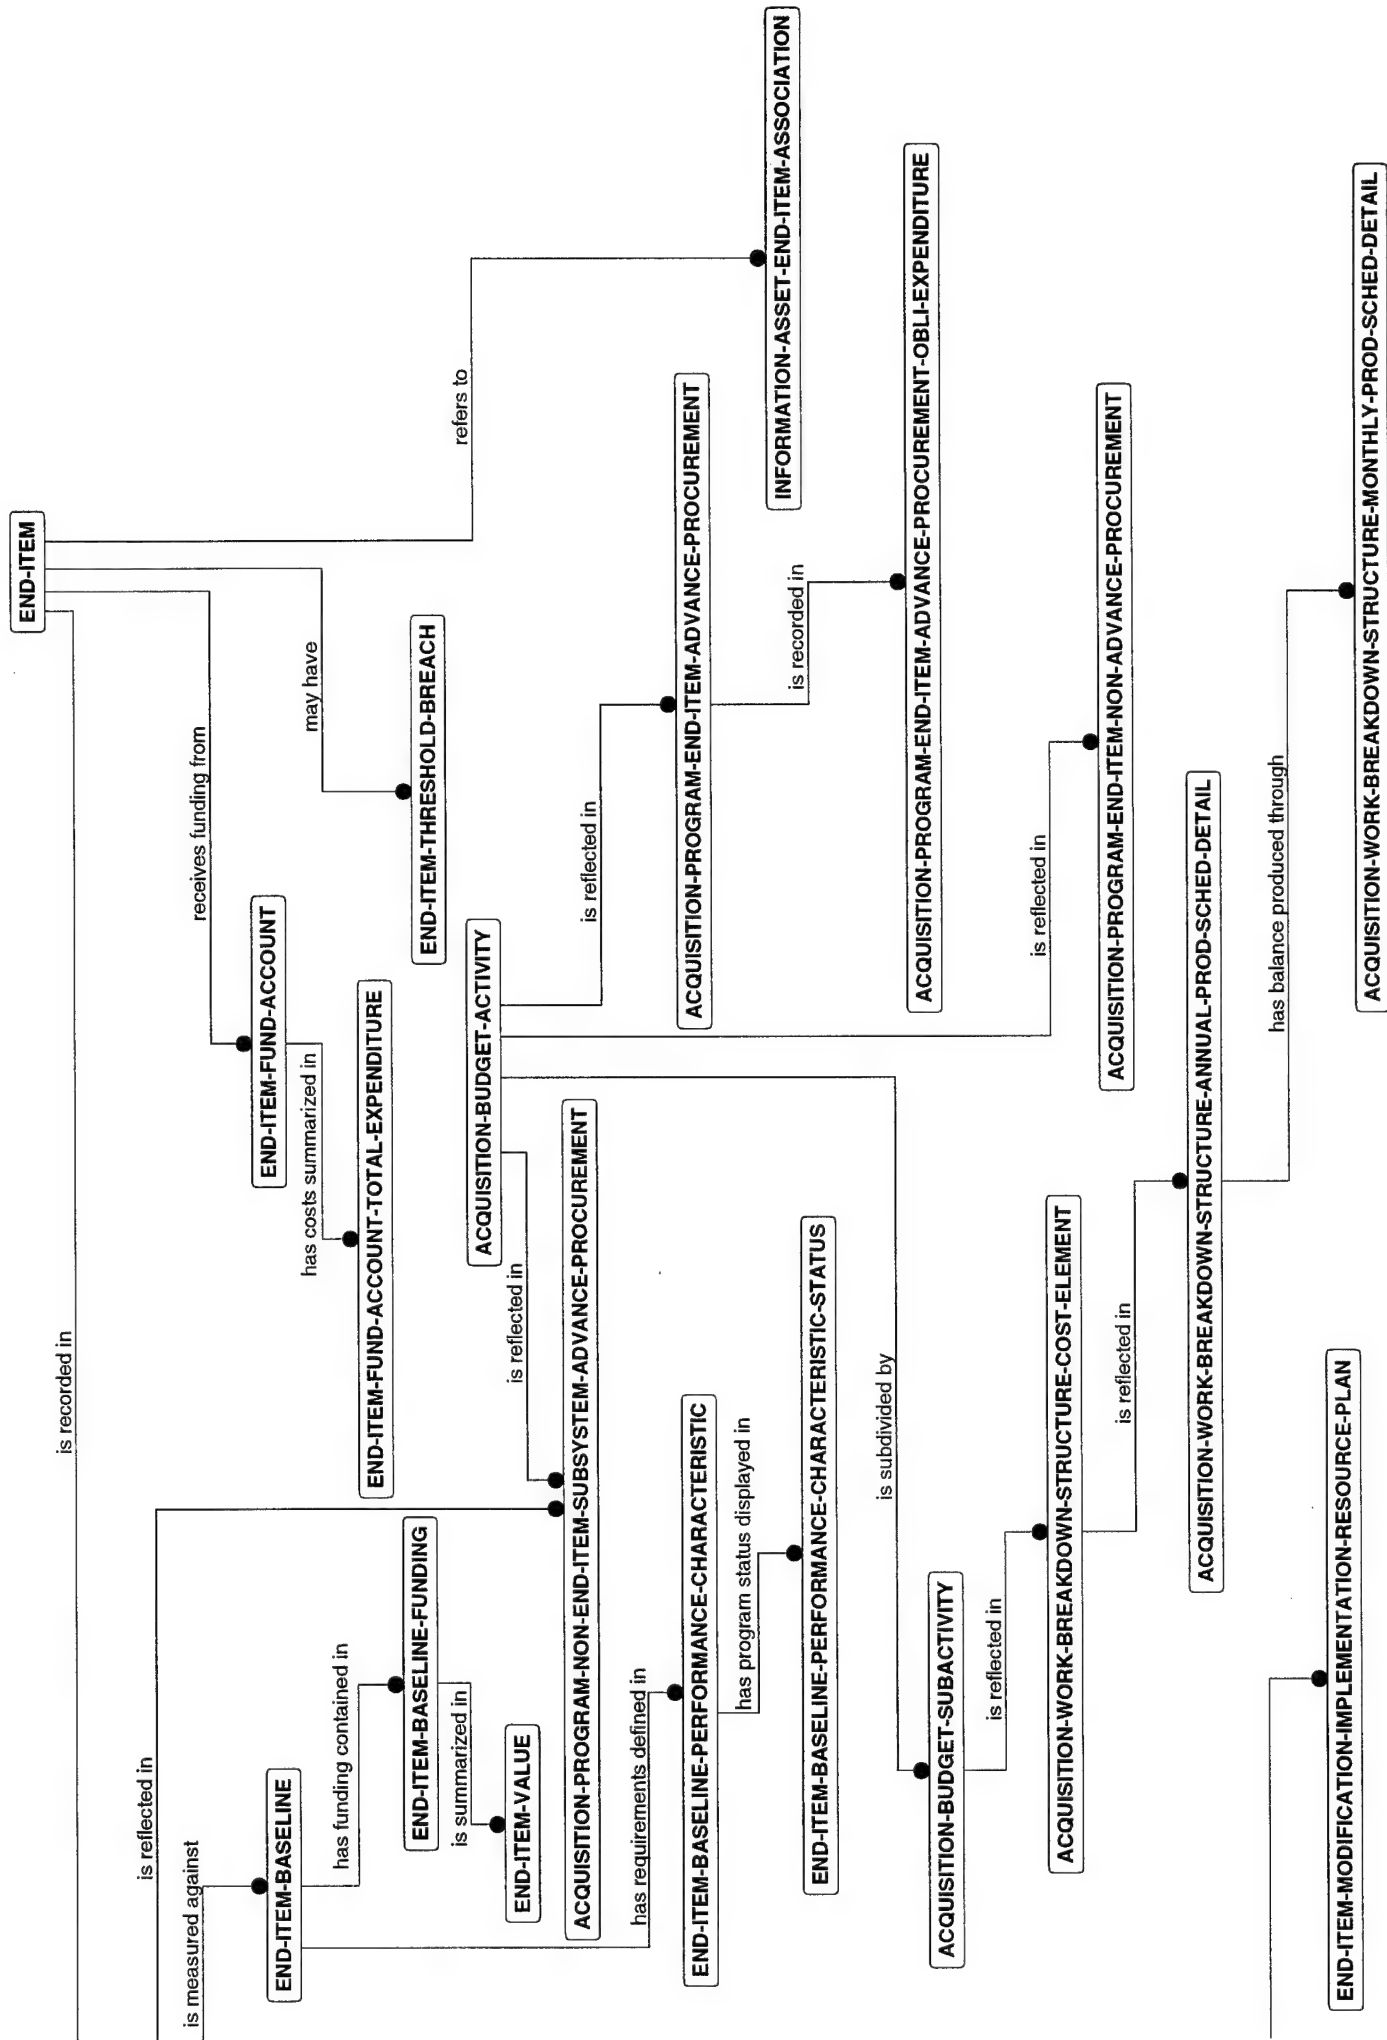 END-ITEM
is recorded in
receives funding from
may have
refers to
is reflected in
is measured against
END-ITEM-BASELINE
END-ITEM-FUND-ACCOUNT
has funding contained in
has costs summarized in
END-ITEM-BASELINE-FUNDING
END-ITEM-FUND-ACCOUNT-TOTAL-EXPENDITURE
END-ITEM-THRESHOLD-BREACH
is summarized in
END-ITEM-VALUE
ACQUISITION-BUDGET-ACTIVITY
is reflected in
ACQUISITION-PROGRAM-NON-END-ITEM-SUBSYSTEM-ADVANCE-PROCUREMENT
is reflected in
has requirements defined in
END-ITEM-BASELINE-PERFORMANCE-CHARACTERISTIC
ACQUISITION-PROGRAM-END-ITEM-ADVANCE-PROCUREMENT
INFORMATION-ASSET-END-ITEM-ASSOCIATION
has program status displayed in
is recorded in
END-ITEM-BASELINE-PERFORMANCE-CHARACTERISTIC-STATUS
is subdivided by
ACQUISITION-PROGRAM-END-ITEM-ADVANCE-PROCUREMENT-OBLI-EXPENDITURE
ACQUISITION-BUDGET-SUBACTIVITY
is reflected in
is reflected in
ACQUISITION-WORK-BREAKDOWN-STRUCTURE-COST-ELEMENT
ACQUISITION-PROGRAM-END-ITEM-NON-ADVANCE-PROCUREMENT
is reflected in
ACQUISITION-WORK-BREAKDOWN-STRUCTURE-ANNUAL-PROD-SCHED-DETAIL
has balance produced through
END-ITEM-MODIFICATION-IMPLEMENTATION-RESOURCE-PLAN
ACQUISITION-WORK-BREAKDOWN-STRUCTURE-MONTHLY-PROD-SCHED-DETAIL